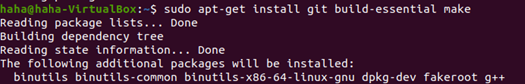 haha@haha-VirtualBox:~$ sudo apt-get install git build-essential make
Reading package lists... Done
Building dependency tree
Reading state information... Done
The following additional packages will be installed:
  binutils binutils-common binutils-x86-64-linux-gnu dpkg-dev fakeroot g++